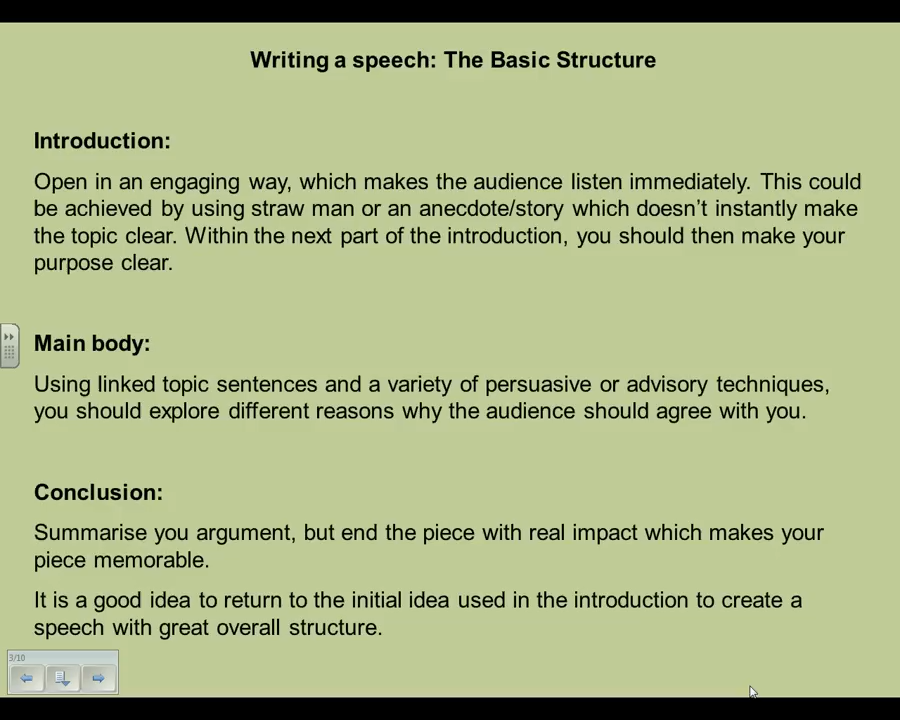 Writing a speech: The Basic Structure
Introduction:
Open in an engaging way, which makes the audience listen immediately. This could
be achieved by using straw man or an anecdote/story which doesn’t instantly make
the topic clear. Within the next part of the introduction, you should then make your
purpose clear.
Main body:
Using linked topic sentences and a variety of persuasive or advisory techniques,
you should explore different reasons why the audience should agree with you.
Conclusion:
Summarise you argument, but end the piece with real impact which makes your
piece memorable.
It is a good idea to return to the initial idea used in the introduction to create a
speech with great overall structure.
3/10